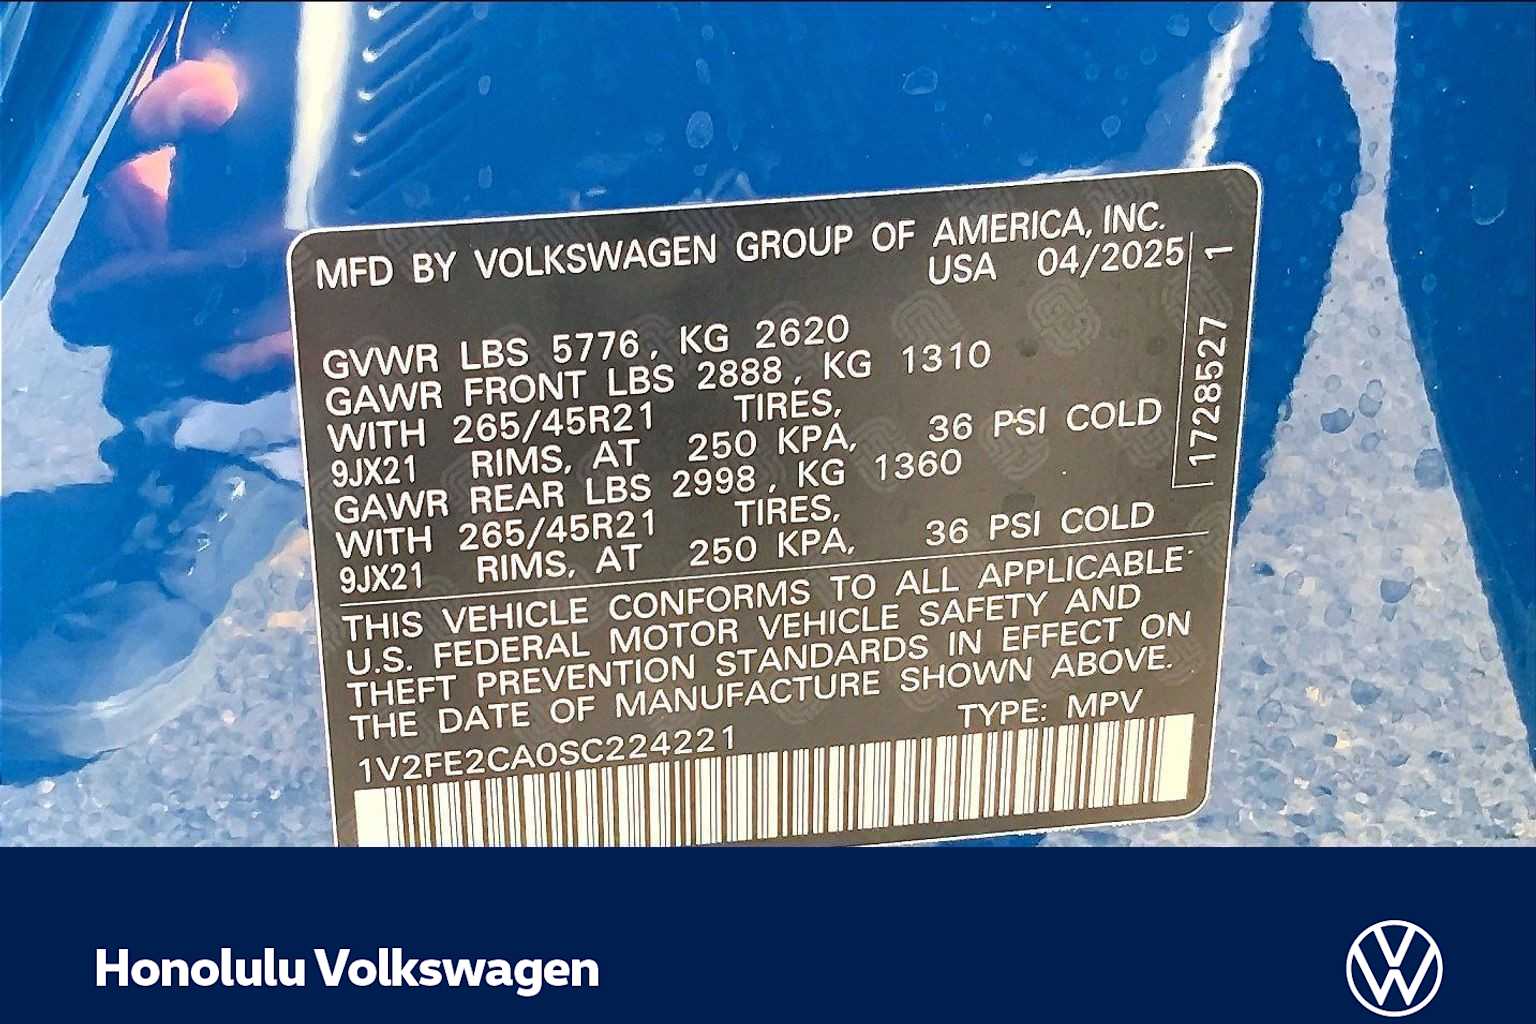 MFD BY VOLKSWAGEN GROUP OF AMERICA, INC.
USA 04/2025
GVWR LBS 5776, KG 2620
GAWR FRONT LBS 2888, KG 1310
WITH 265/45R21 TIRES,
9JX21 RIMS, AT 250 KPA, 36 PSI COLD
GAWR REAR LBS 2998, KG 1360
WITH 265/45R21 TIRES,
9JX21 RIMS, AT 250 KPA, 36 PSI COLD
THIS VEHICLE CONFORMS TO ALL APPLICABLE
U.S. FEDERAL MOTOR VEHICLE SAFETY AND
THEFT PREVENTION STANDARDS IN EFFECT ON
THE DATE OF MANUFACTURE SHOWN ABOVE.
1V2FE2CA0SC224221 TYPE: MPV
1728527 1
Honolulu Volkswagen